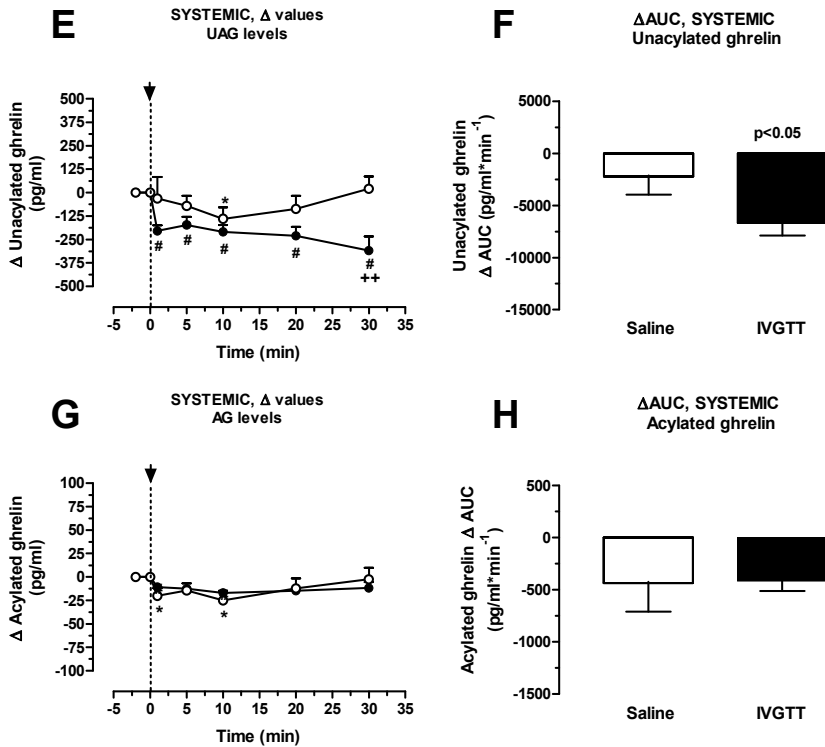 E
SYSTEMIC, Δ values
UAG levels
Δ Unacylated ghrelin
(pg/ml)
500
375
250
125
0
-125
-250
-375
-500
*
#
#
#
#
#
++
-5
0
5
10
15
20
25
30
35
Time (min)
F
ΔAUC, SYSTEMIC
Unacylated ghrelin
Unacylated ghrelin
Δ AUC (pg/ml*min⁻¹)
5000
0
-5000
-10000
-15000
p<0.05
Saline
IVGTT
G
SYSTEMIC, Δ values
AG levels
Δ Acylated ghrelin
(pg/ml)
100
75
50
25
0
-25
-50
-75
-100
*
*
-5
0
5
10
15
20
25
30
35
Time (min)
H
ΔAUC, SYSTEMIC
Acylated ghrelin
Acylated ghrelin Δ AUC
(pg/ml*min⁻¹)
500
0
-500
-1000
-1500
Saline
IVGTT